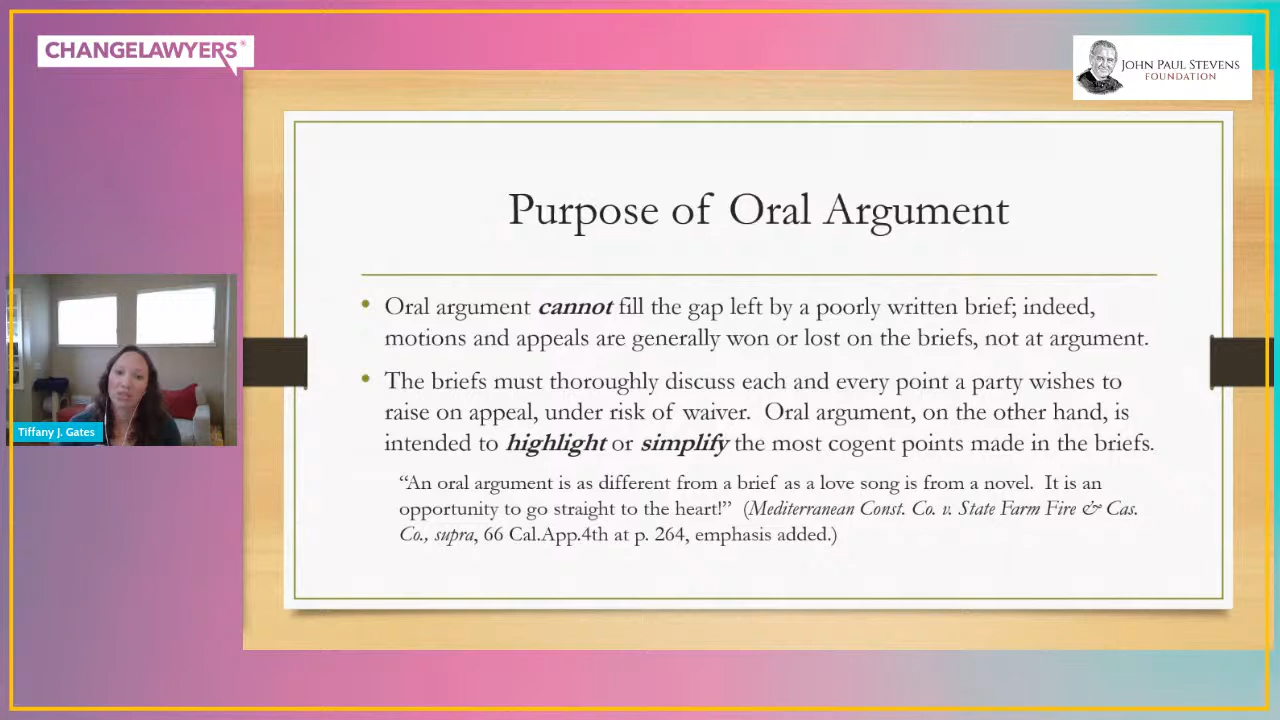 CHANGELAWYERS®
JOHN PAUL STEVENS
FOUNDATION
Purpose of Oral Argument
• Oral argument cannot fill the gap left by a poorly written brief; indeed,
motions and appeals are generally won or lost on the briefs, not at argument.
• The briefs must thoroughly discuss each and every point a party wishes to
raise on appeal, under risk of waiver. Oral argument, on the other hand, is
intended to highlight or simplify the most cogent points made in the briefs.
“An oral argument is as different from a brief as a love song is from a novel. It is an
opportunity to go straight to the heart!” (Mediterranean Const. Co. v. State Farm Fire & Cas.
Co., supra, 66 Cal.App.4th at p. 264, emphasis added.)
Tiffany J. Gates